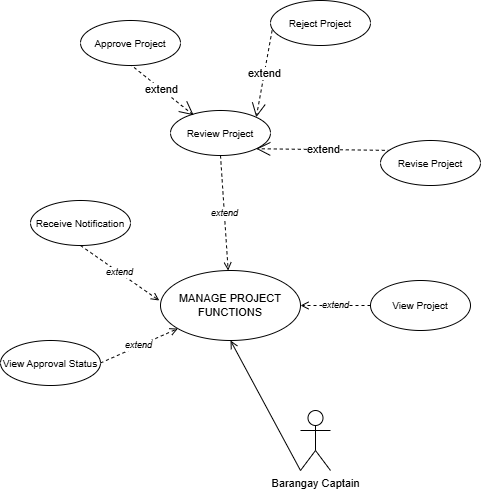 Reject Project
Approve Project
extend
extend
Review Project
extend
Revise Project
extend
Receive Notification
extend
MANAGE PROJECT
FUNCTIONS
extend
View Project
extend
View Approval Status
Barangay Captain